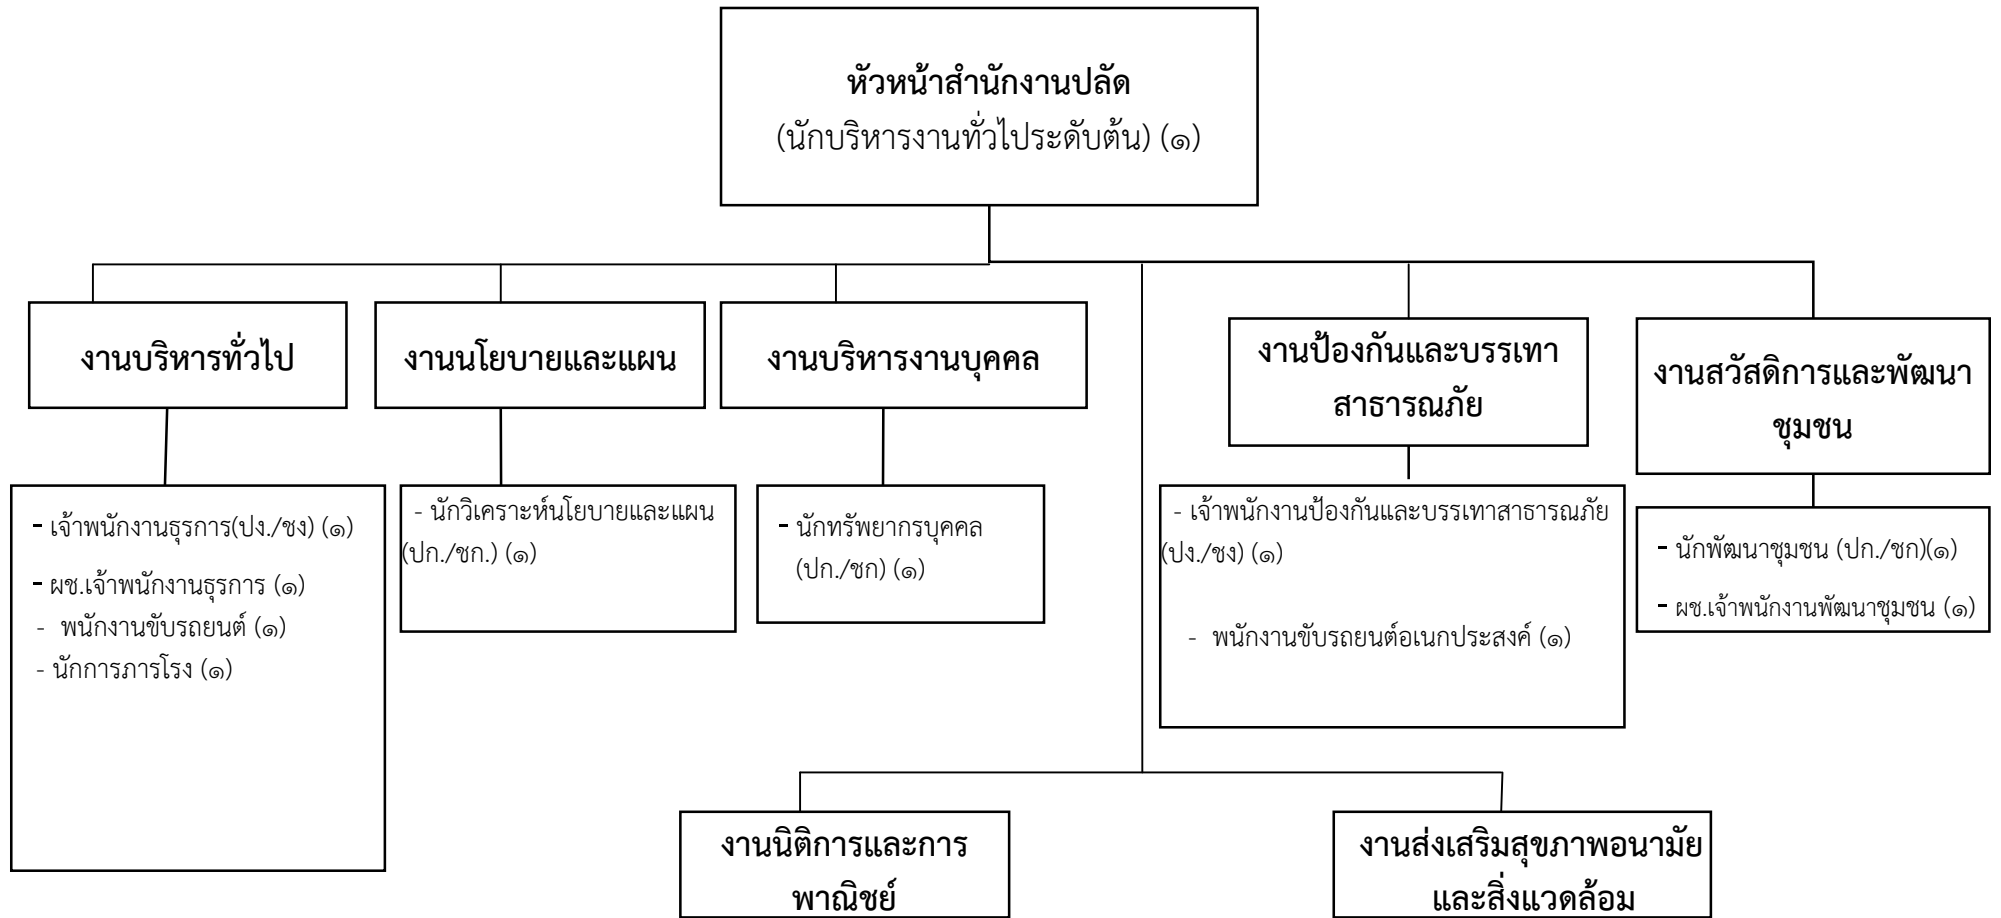 หัวหน้าสำนักงานปลัด
(นักบริหารงานทั่วไประดับต้น) (๑)
งานบริหารทั่วไป
งานนโยบายและแผน
งานบริหารงานบุคคล
งานป้องกันและบรรเทา
สาธารณภัย
งานสวัสดิการและพัฒนา
ชุมชน
- เจ้าพนักงานธุรการ(ปง./ชง) (๑)
- ผช.เจ้าพนักงานธุรการ (๑)
- พนักงานขับรถยนต์ (๑)
- นักการภารโรง (๑)
- นักวิเคราะห์นโยบายและแผน
(ปก./ชก.) (๑)
- นักทรัพยากรบุคคล
(ปก./ชก) (๑)
- เจ้าพนักงานป้องกันและบรรเทาสาธารณภัย
(ปง./ชง) (๑)
- พนักงานขับรถยนต์อเนกประสงค์ (๑)
- นักพัฒนาชุมชน (ปก./ชก)(๑)
- ผช.เจ้าพนักงานพัฒนาชุมชน (๑)
งานนิติการและการ
พาณิชย์
งานส่งเสริมสุขภาพอนามัย
และสิ่งแวดล้อม